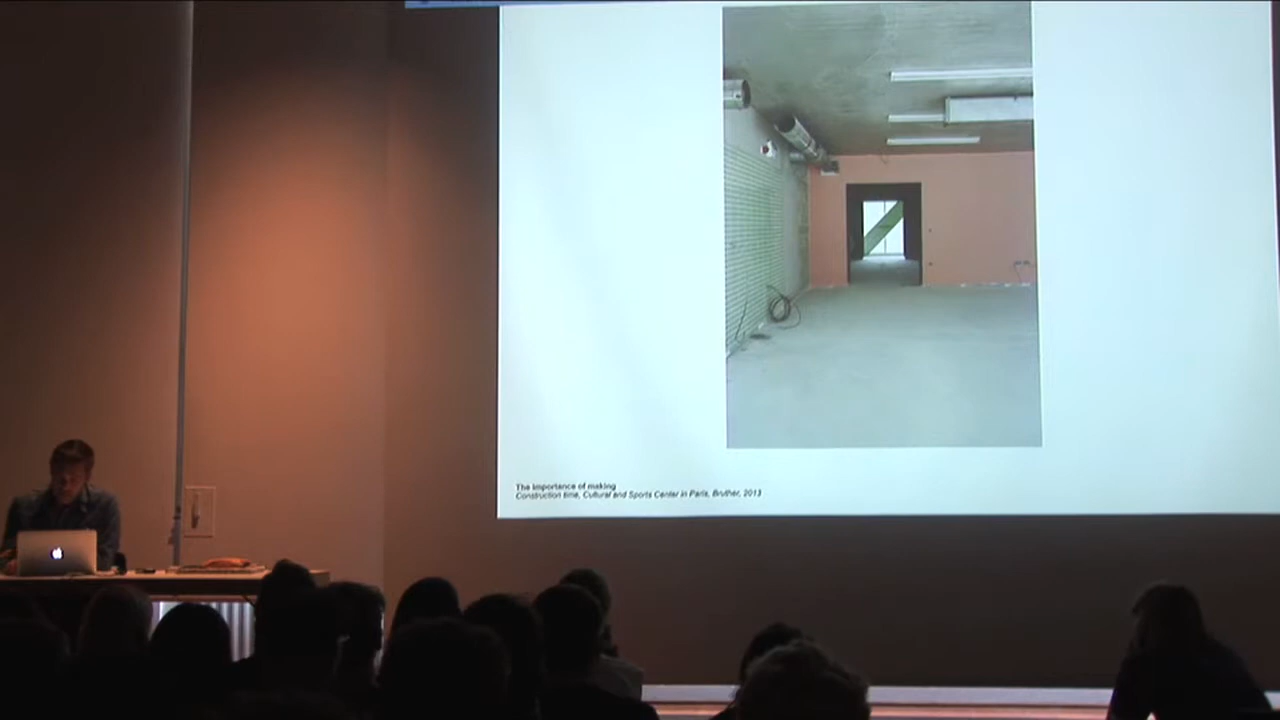 The importance of making
Construction time, Cultural and Sports Center in Paris, Bruther, 2013